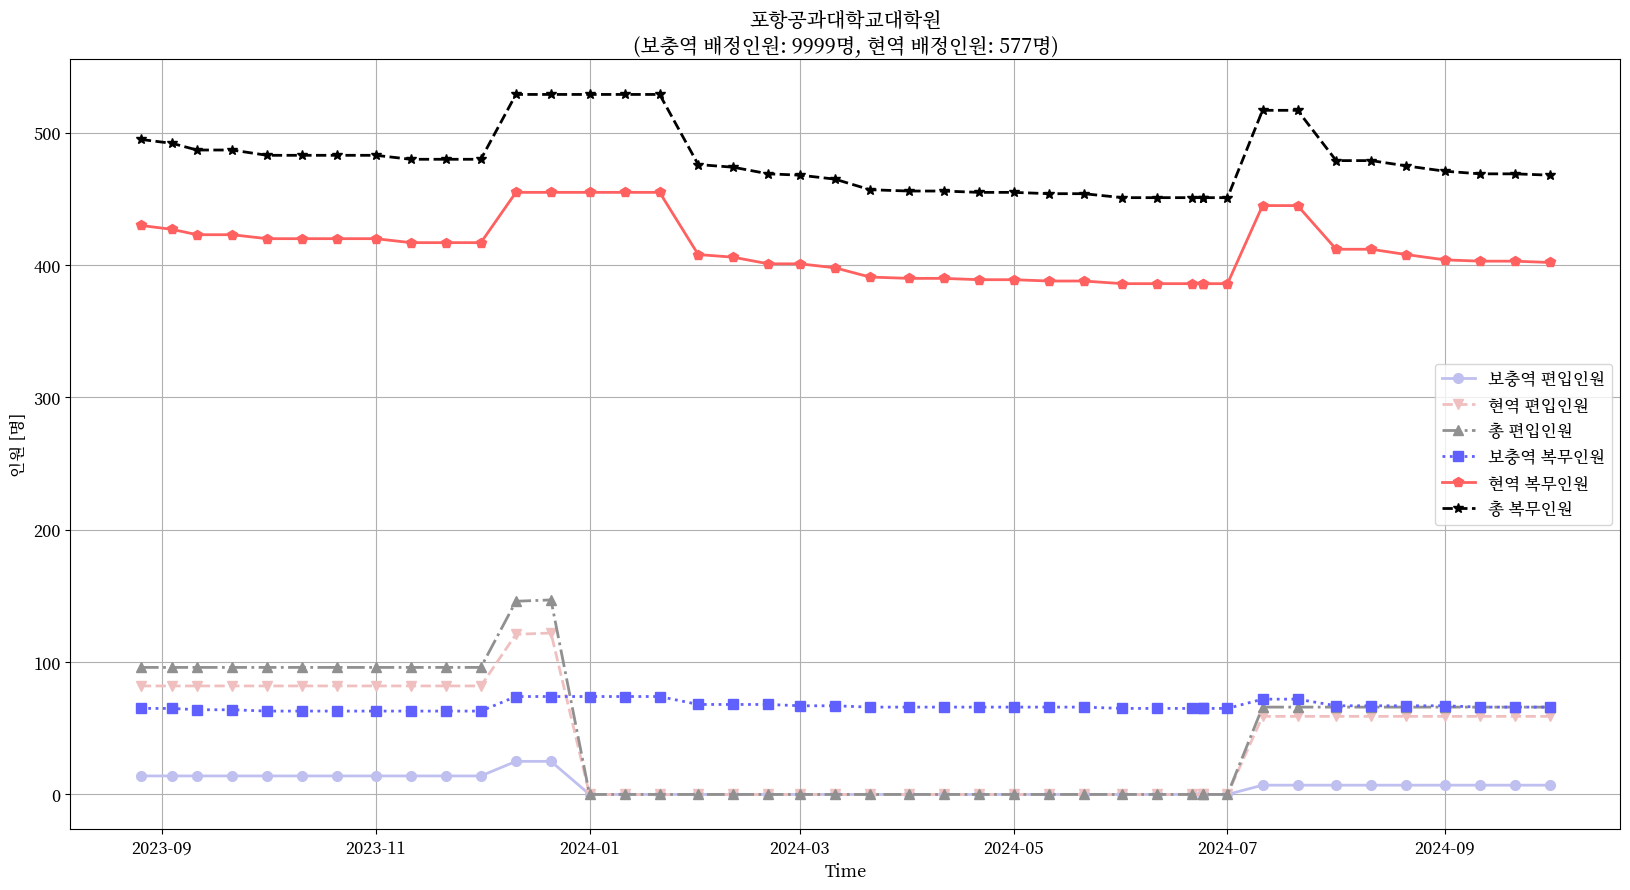 포항공과대학교대학원
(보충역 배정인원: 9999명, 현역 배정인원: 577명)
인원 [명]
500
400
300
200
100
0
보충역 편입인원
현역 편입인원
총 편입인원
보충역 복무인원
현역 복무인원
총 복무인원
2023-09
2023-11
2024-01
2024-03
2024-05
2024-07
2024-09
Time